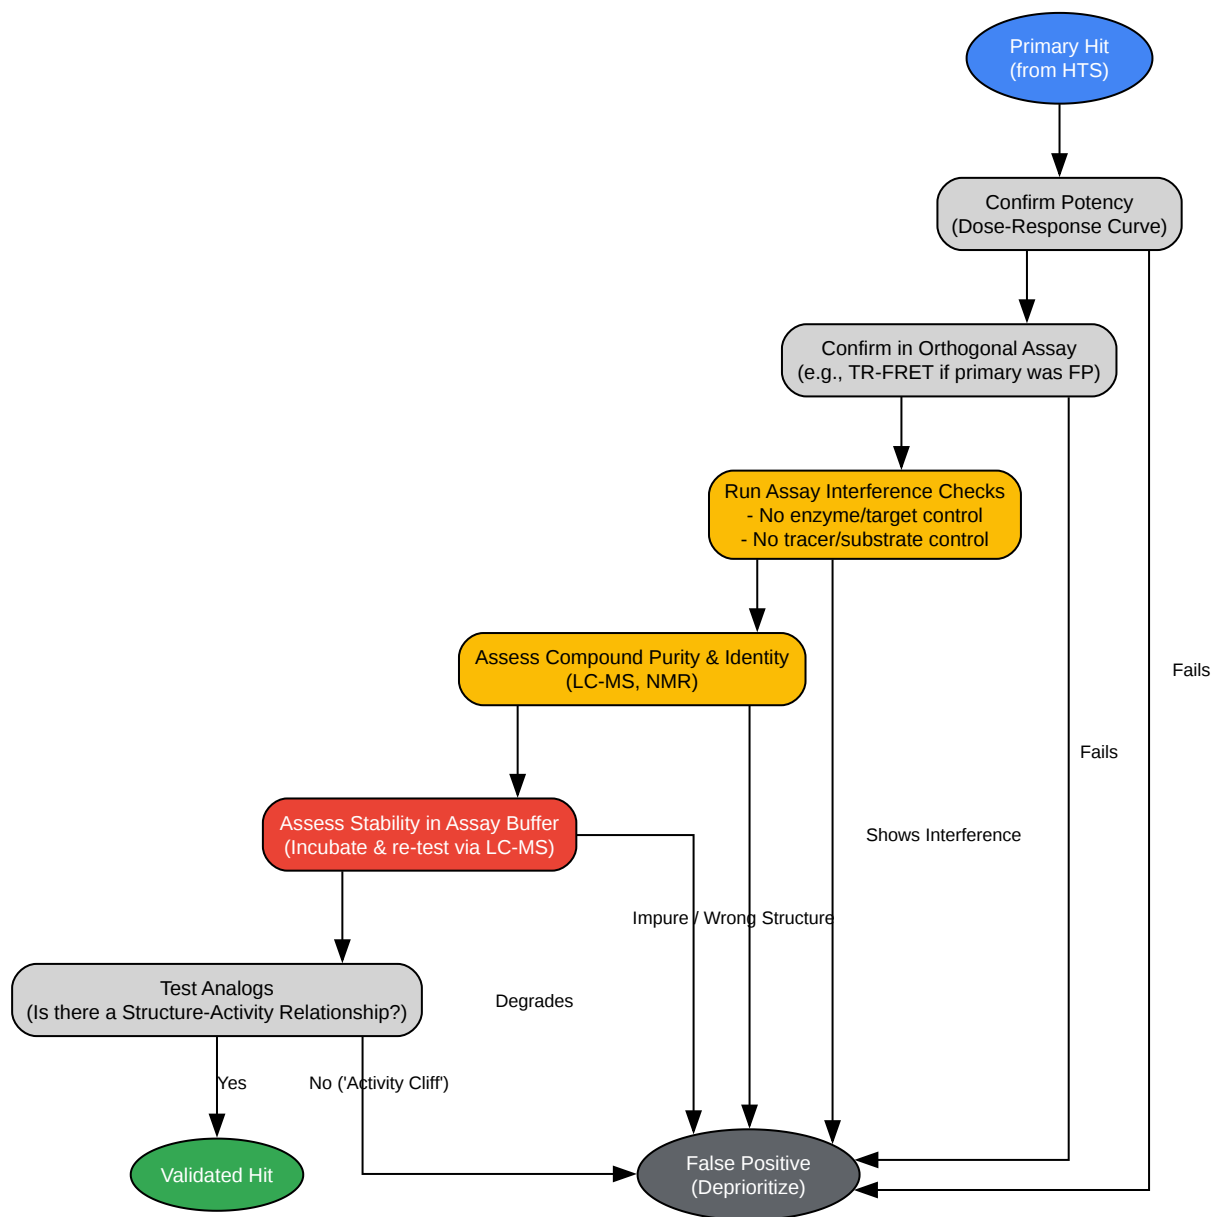 Primary Hit
(from HTS)
Confirm Potency
(Dose-Response Curve)
Confirm in Orthogonal Assay
(e.g., TR-FRET if primary was FP)
Run Assay Interference Checks
- No enzyme/target control
- No tracer/substrate control
Assess Compound Purity & Identity
(LC-MS, NMR)
Fails
Fails
Assess Stability in Assay Buffer
(Incubate & re-test via LC-MS)
Shows Interference
Impure / Wrong Structure
Test Analogs
(Is there a Structure-Activity Relationship?)
Degrades
Yes
No ('Activity Cliff')
Validated Hit
False Positive
(Deprioritize)